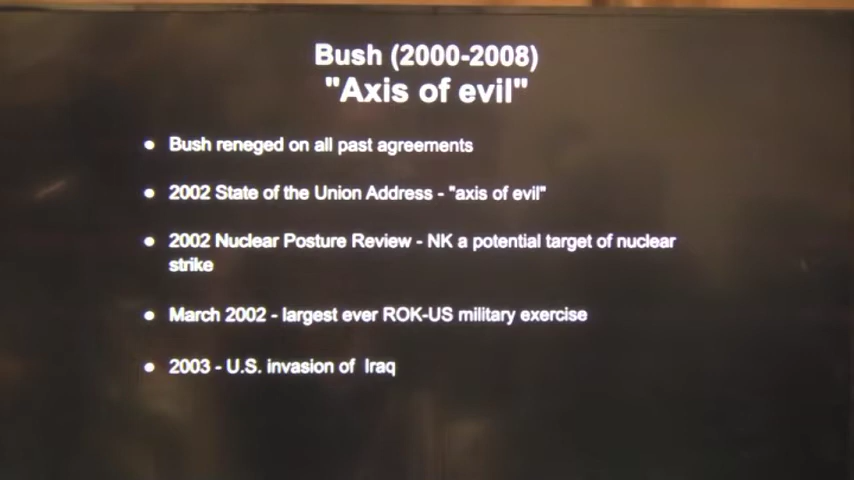 Bush (2000-2008)
"Axis of evil"
● Bush reneged on all past agreements
● 2002 State of the Union Address - "axis of evil"
● 2002 Nuclear Posture Review - NK a potential target of nuclear
strike
● March 2002 - largest ever ROK-US military exercise
● 2003 - U.S. invasion of Iraq